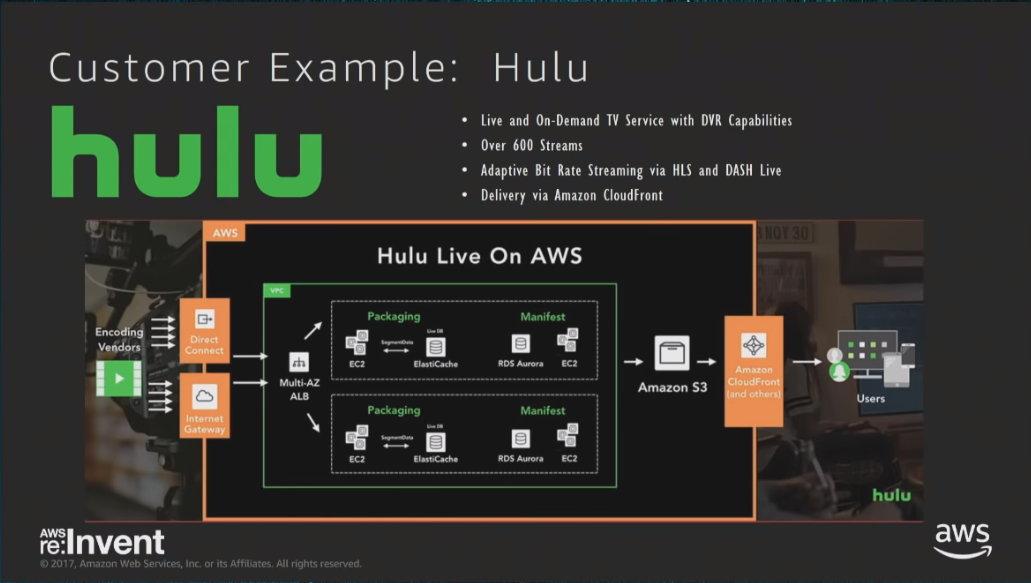 Customer Example: Hulu
hulu
• Live and On-Demand TV Service with DVR Capabilities
• Over 600 Streams
• Adaptive Bit Rate Streaming via HLS and DASH Live
• Delivery via Amazon CloudFront
AWS
Hulu Live On AWS
VPC
Encoding
Vendors
Direct
Connect
Internet
Gateway
Multi-AZ
ALB
Packaging
Manifest
EC2
SegmentData
Live DB
ElastiCache
RDS Aurora
EC2
Packaging
Manifest
EC2
SegmentData
Live DB
ElastiCache
RDS Aurora
EC2
Amazon S3
Amazon
CloudFront
(and others)
Users
hulu
AWS
re:Invent
© 2017, Amazon Web Services, Inc. or its Affiliates. All rights reserved.
aws